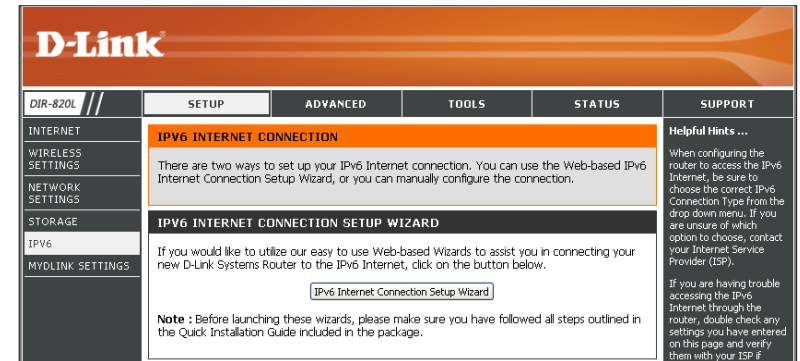 D-Link
DIR-820L
SETUP
ADVANCED
TOOLS
STATUS
SUPPORT
INTERNET
WIRELESS
SETTINGS
NETWORK
SETTINGS
STORAGE
IPV6
MYDLINK SETTINGS
IPV6 INTERNET CONNECTION
There are two ways to set up your IPv6 Internet connection. You can use the Web-based IPv6
Internet Connection Setup Wizard, or you can manually configure the connection.
IPV6 INTERNET CONNECTION SETUP WIZARD
If you would like to utilize our easy to use Web-based Wizards to assist you in connecting your
new D-Link Systems Router to the IPv6 Internet, click on the button below.
IPv6 Internet Connection Setup Wizard
Note : Before launching these wizards, please make sure you have followed all steps outlined in
the Quick Installation Guide included in the package.
Helpful Hints ...
When configuring the
router to access the IPv6
Internet, be sure to
choose the correct IPv6
Connection Type from the
drop down menu. If you
are unsure of which
option to choose, contact
your Internet Service
Provider (ISP).
If you are having trouble
accessing the IPv6
Internet through the
router, double check any
settings you have entered
on this page and verify
them with your ISP if